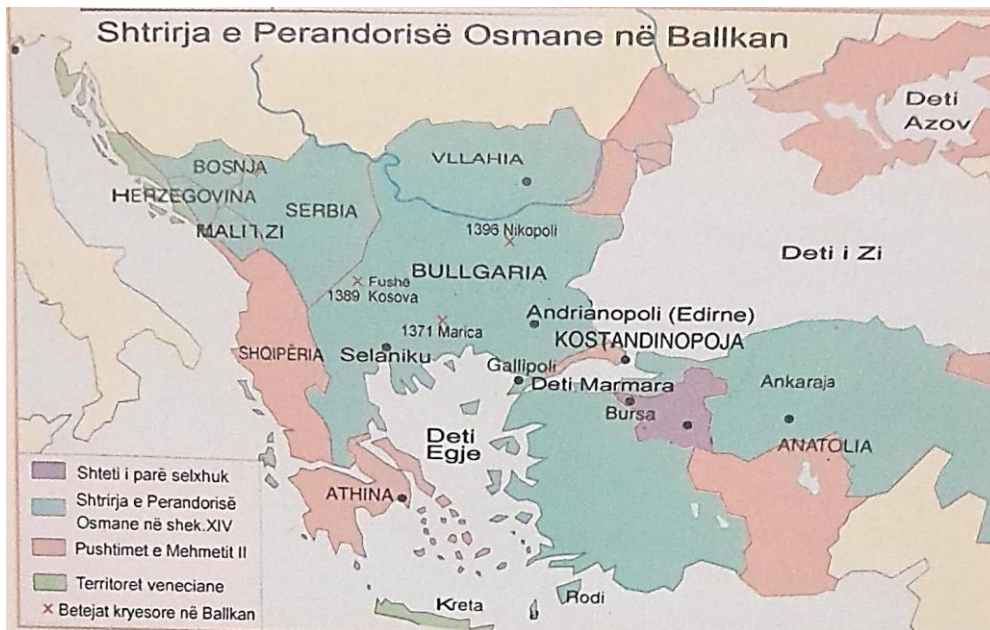 Shtrirja e Perandorisë Osmane në Ballkan
Deti
Azov
BOSNJA
VLLAHIA
HERZEGOVINA
SERBIA
MALI I ZI
1396 Nikopoli
Deti i Zi
BULLGARIA
Fushë
1389 Kosova
Andrianopoli (Edirne)
1371 Marica
KOSTANDINOPOJA
SHQIPËRIA
Selaniku
Gallipoli
Deti Marmara
Ankaraja
Bursa
Deti
Egje
ANATOLIA
Shteti i parë selxhuk
Shtrirja e Perandorisë
Osmane në shek.XIV
ATHINA
Pushtimet e Mehmetit II
Territoret veneciane
Kreta
Rodi
Betejat kryesore në Ballkan